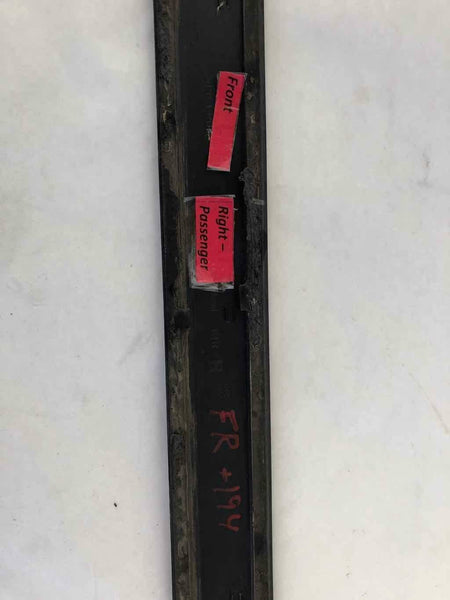 Front
Right -
Passenger
FR +194